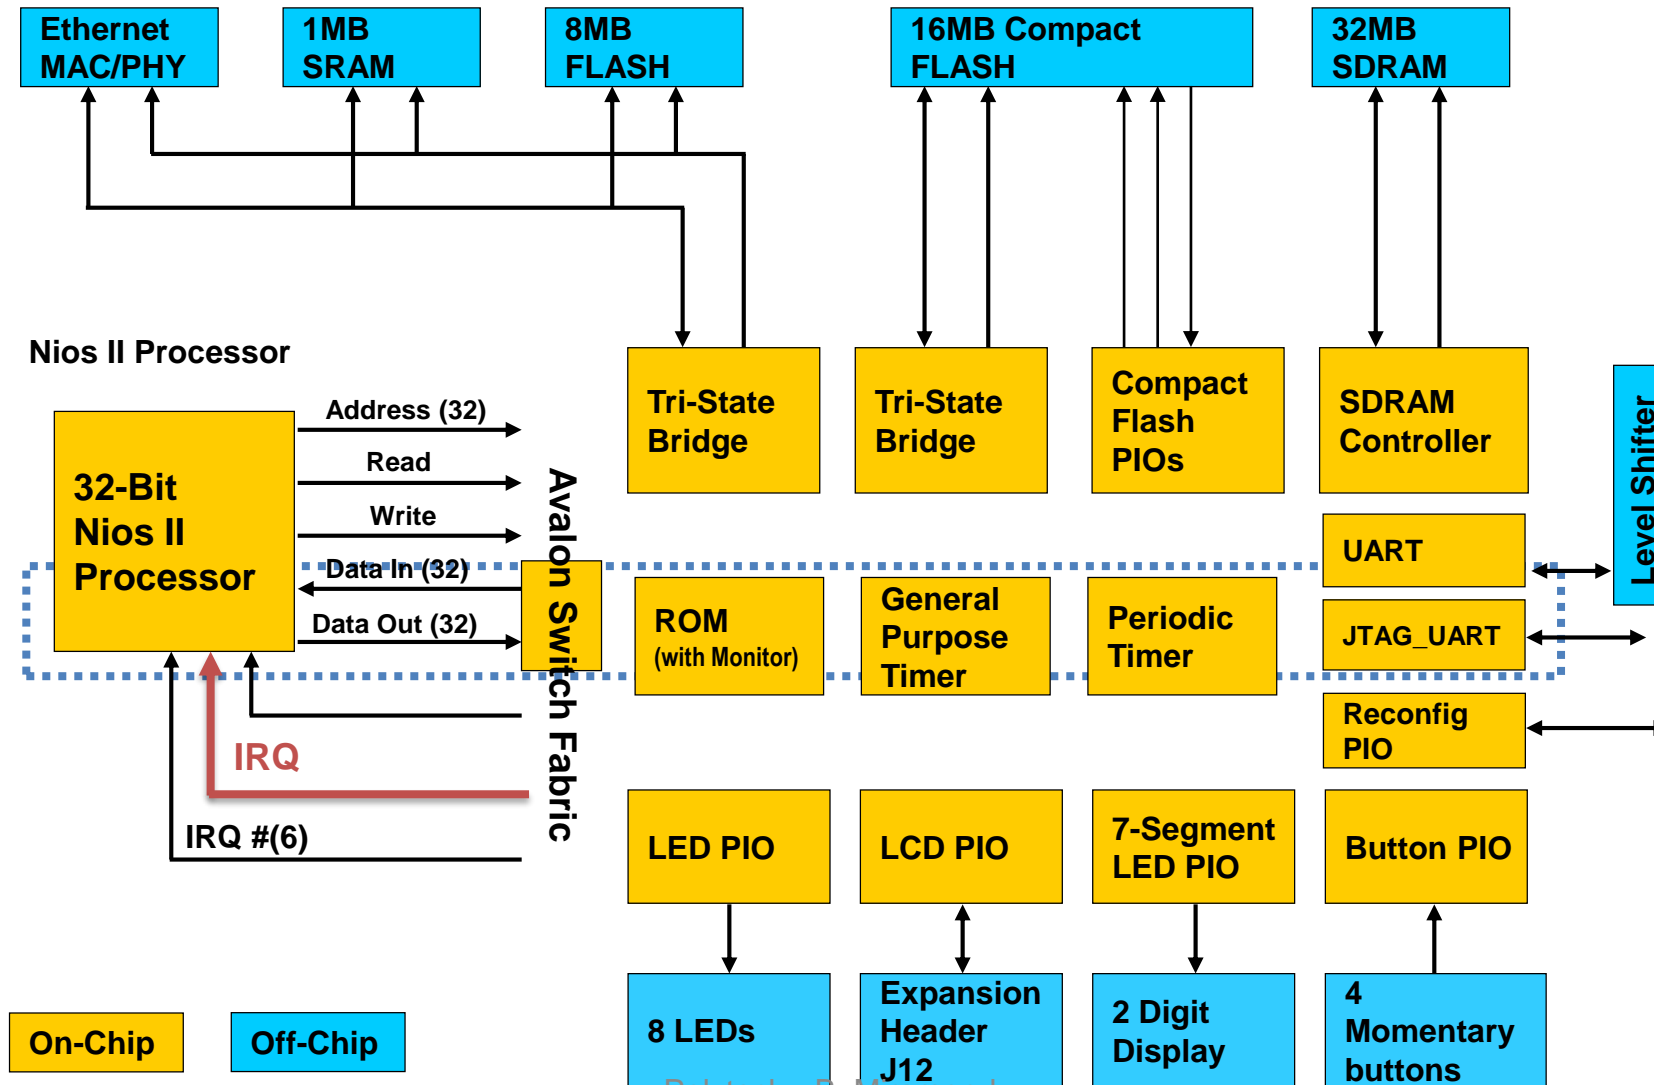 Ethernet
MAC/PHY
1MB
SRAM
8MB
FLASH
16MB Compact
FLASH
32MB
SDRAM
Nios II Processor
Tri-State
Bridge
Tri-State
Bridge
Compact
Flash
PIOs
SDRAM
Controller
Level Shifter
32-Bit
Nios II
Processor
Address (32)
Read
Write
Data In (32)
Data Out (32)
Avalon Switch Fabric
UART
ROM
(with Monitor)
General
Purpose
Timer
Periodic
Timer
JTAG_UART
Reconfig
PIO
IRQ
IRQ #(6)
LED PIO
LCD PIO
7-Segment
LED PIO
Button PIO
8 LEDs
Expansion
Header
J12
2 Digit
Display
4
Momentary
buttons
On-Chip
Off-Chip